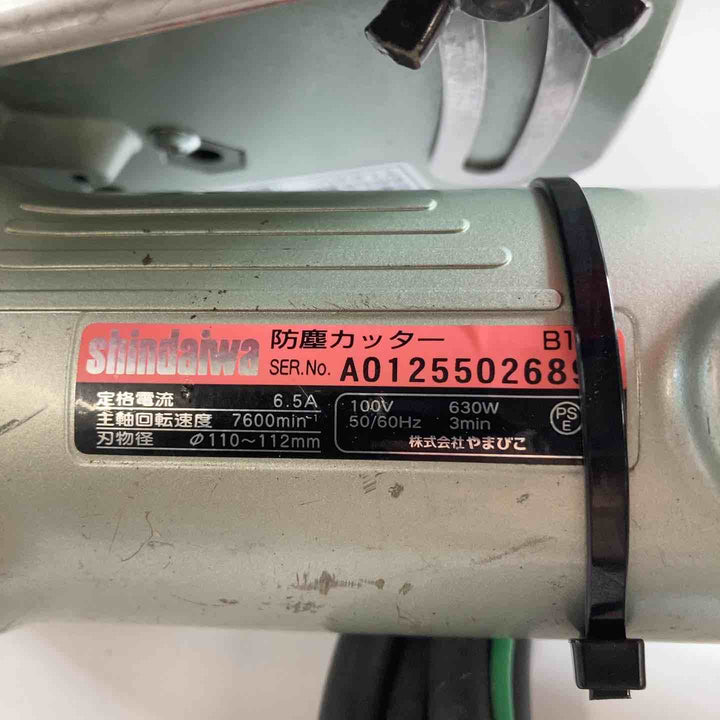 shindaiwa 防塵カッター
SER.No. A012550268
定格電流 6.5A 100V 630W
主軸回転速度 7600min⁻¹ 50/60Hz 3min
刃物径 Φ110～112mm 株式会社やまびこ
PS
E